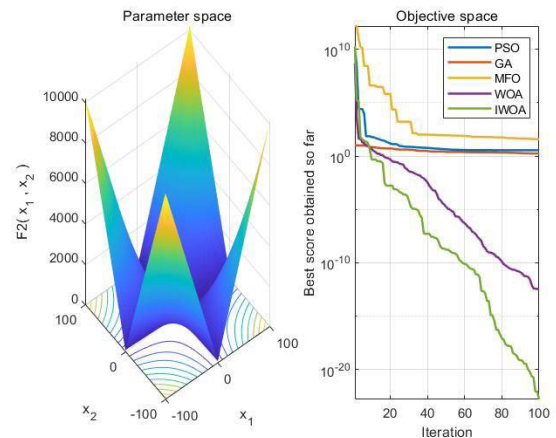 Parameter space
10000
8000
6000
4000
2000
0
F2( x1 , x2 )
100
0
-100
x2
-100
0
100
x1
Objective space
10^10
10^0
10^-10
10^-20
Best score obtained so far
PSO
GA
MFO
WOA
IWOA
20
40
60
80
100
Iteration